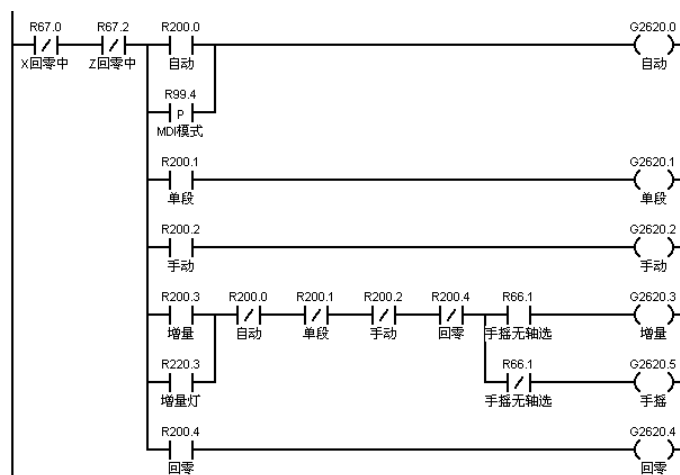 R67.0 R67.2 R200.0 G2620.0
X回零中 Z回零中 自动 自动
R99.4
P
MDI模式
R200.1 G2620.1
单段 单段
R200.2 G2620.2
手动 手动
R200.3 R200.0 R200.1 R200.2 R200.4 R66.1 G2620.3
增量 自动 单段 手动 回零 手摇无轴选 增量
R220.3 R66.1 G2620.5
增量灯 手摇无轴选 手摇
R200.4 G2620.4
回零 回零